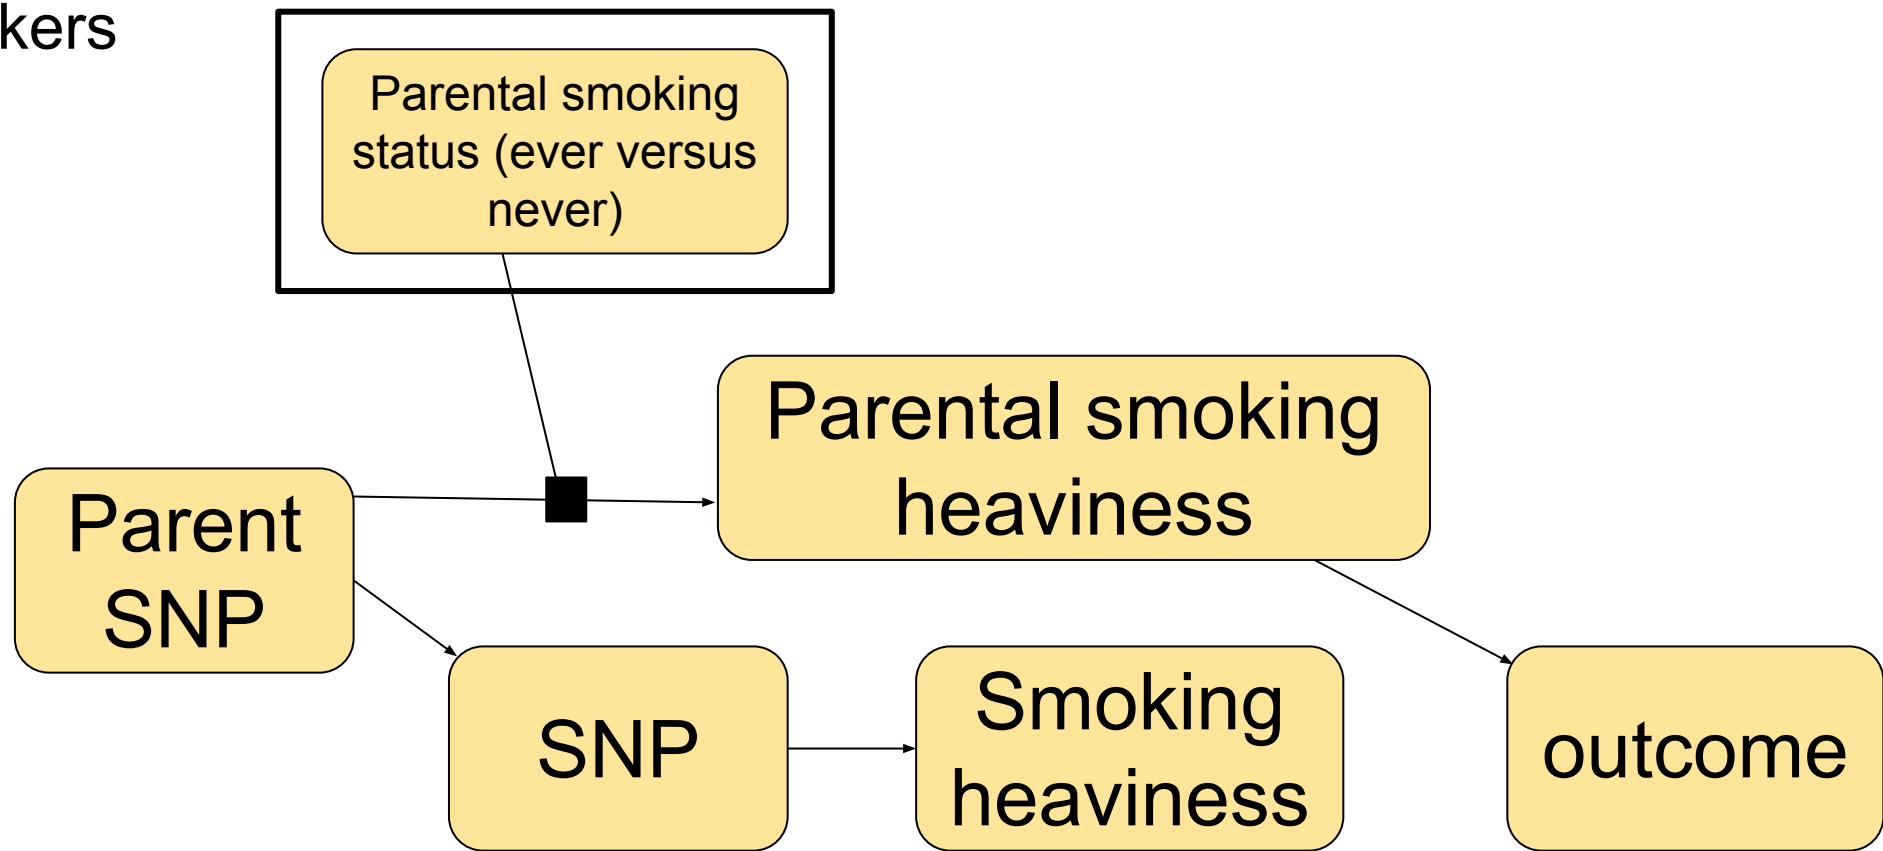 kers
Parental smoking
status (ever versus
never)
Parental smoking
heaviness
Parent
SNP
SNP
Smoking
heaviness
outcome